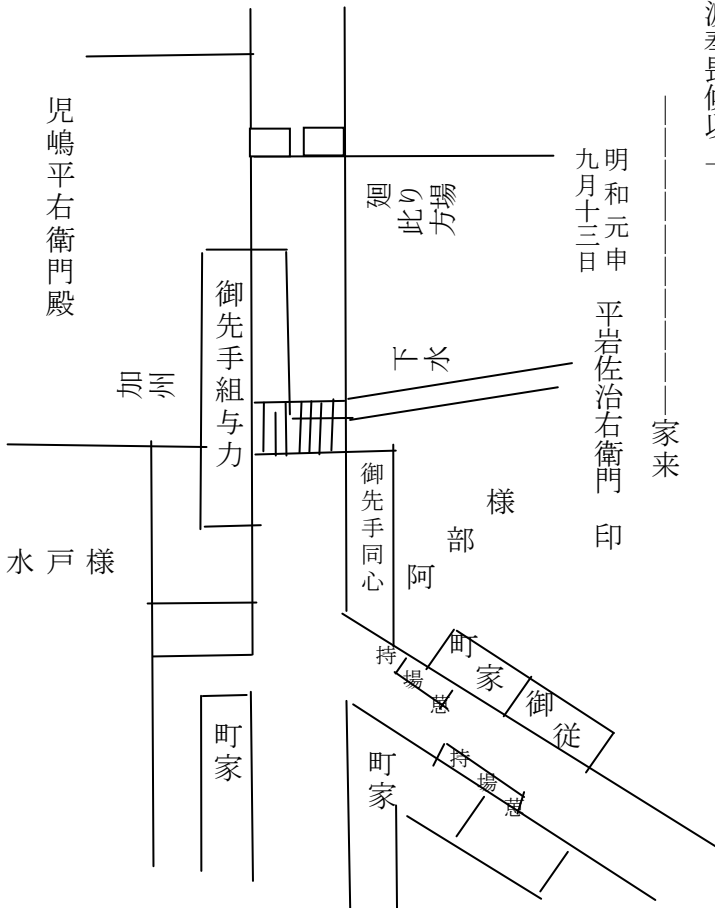 家来
明和元申
九月十三日
平岩佐治右衛門 印
児嶋平右衛門殿
廻り場
此方
下水
御先手組与力
加州
御先手同心
阿部様
水戸様
町家
御従
持場
持場
町家
町家